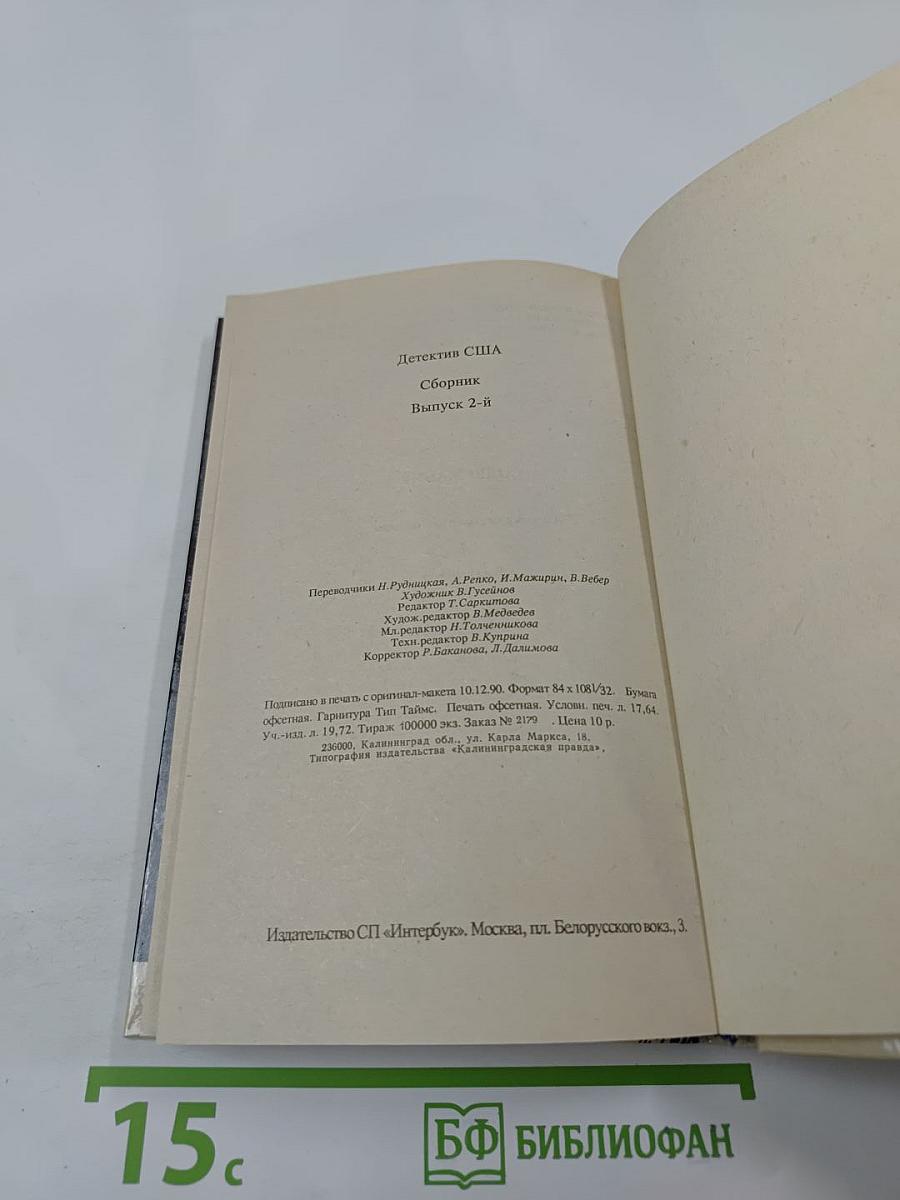 Детектив США
Сборник
Выпуск 2-й
Переводчики Н.Рудницкая, А.Репко, И.Мажирин, В.Вебер
Художник В.Гусейнов
Редактор Т.Саркитова
Худож.редактор В.Медведев
Мл.редактор Н.Толченникова
Техн.редактор В.Куприна
Корректор Р.Баканова, Л.Далимова
Подписано в печать с оригинал-макета 10.12.90. Формат 84 x 108 1/32. Бумага
офсетная. Гарнитура Тип Таймс. Печать офсетная. Условн. печ. л. 17,64.
Уч.-изд. л. 19,72. Тираж 100000 экз. Заказ № 2179 . Цена 10 р.
236000, Калининград обл., ул. Карла Маркса, 18,
Типография издательства «Калининградская правда»,
Издательство СП «Интербук». Москва, пл. Белорусского вокз., 3.
15 с
БФ БИБЛИОФАН